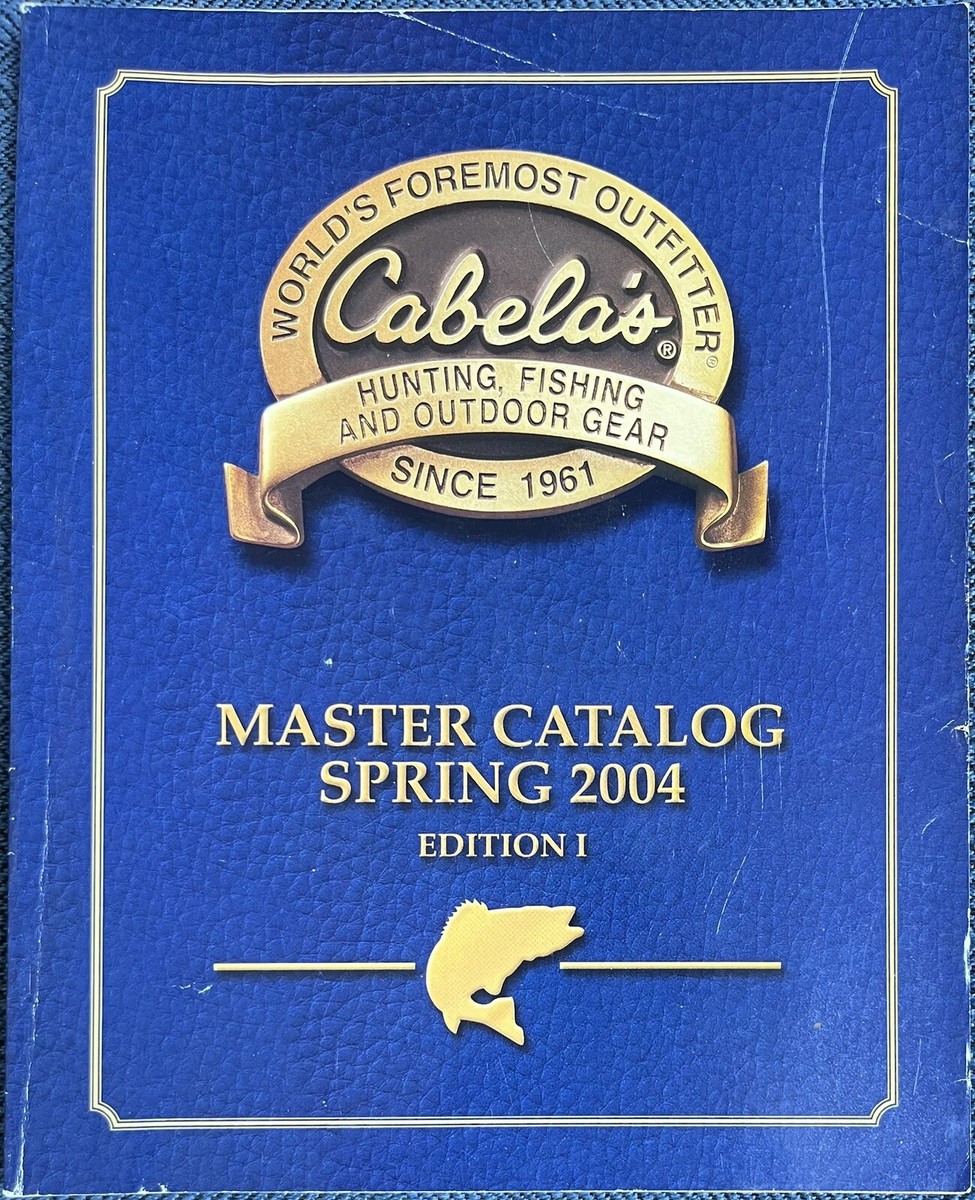 WORLD'S FOREMOST OUTFITTER®
Cabela's®
HUNTING, FISHING
AND OUTDOOR GEAR
SINCE 1961
MASTER CATALOG
SPRING 2004
EDITION I